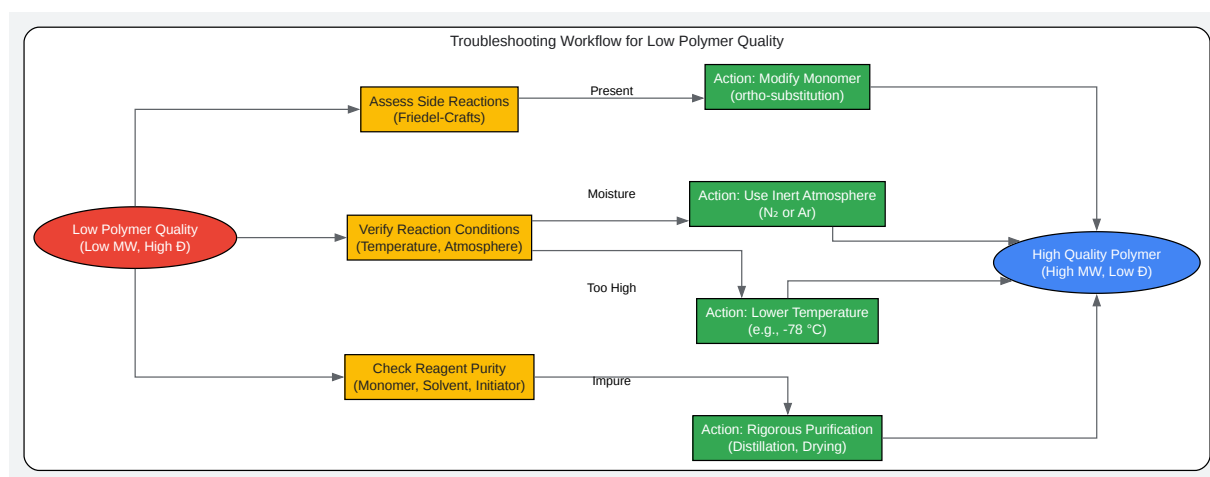 Troubleshooting Workflow for Low Polymer Quality
Low Polymer Quality
(Low MW, High Đ)
Assess Side Reactions
(Friedel-Crafts)
Present
Action: Modify Monomer
(ortho-substitution)
Verify Reaction Conditions
(Temperature, Atmosphere)
Moisture
Action: Use Inert Atmosphere
(N₂ or Ar)
Too High
Action: Lower Temperature
(e.g., -78 °C)
Check Reagent Purity
(Monomer, Solvent, Initiator)
Impure
Action: Rigorous Purification
(Distillation, Drying)
High Quality Polymer
(High MW, Low Đ)